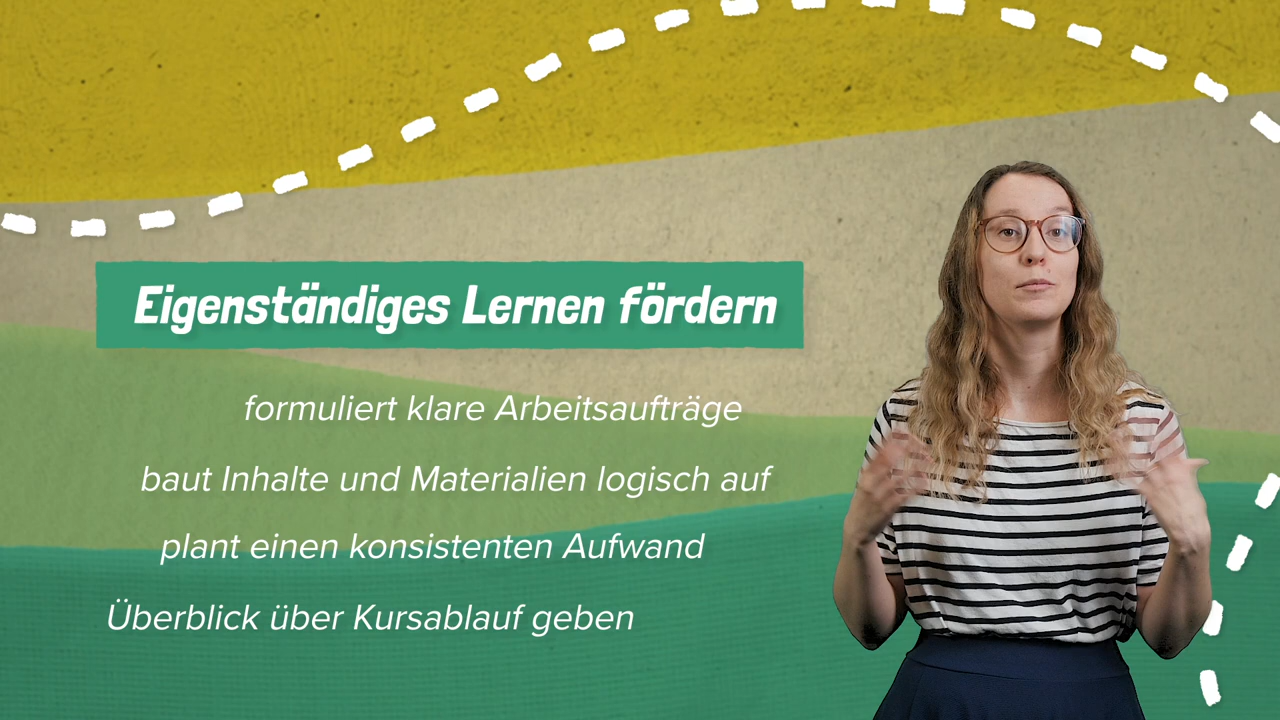 Eigenständiges Lernen fördern
formuliert klare Arbeitsaufträge
baut Inhalte und Materialien logisch auf
plant einen konsistenten Aufwand
Überblick über Kursablauf geben